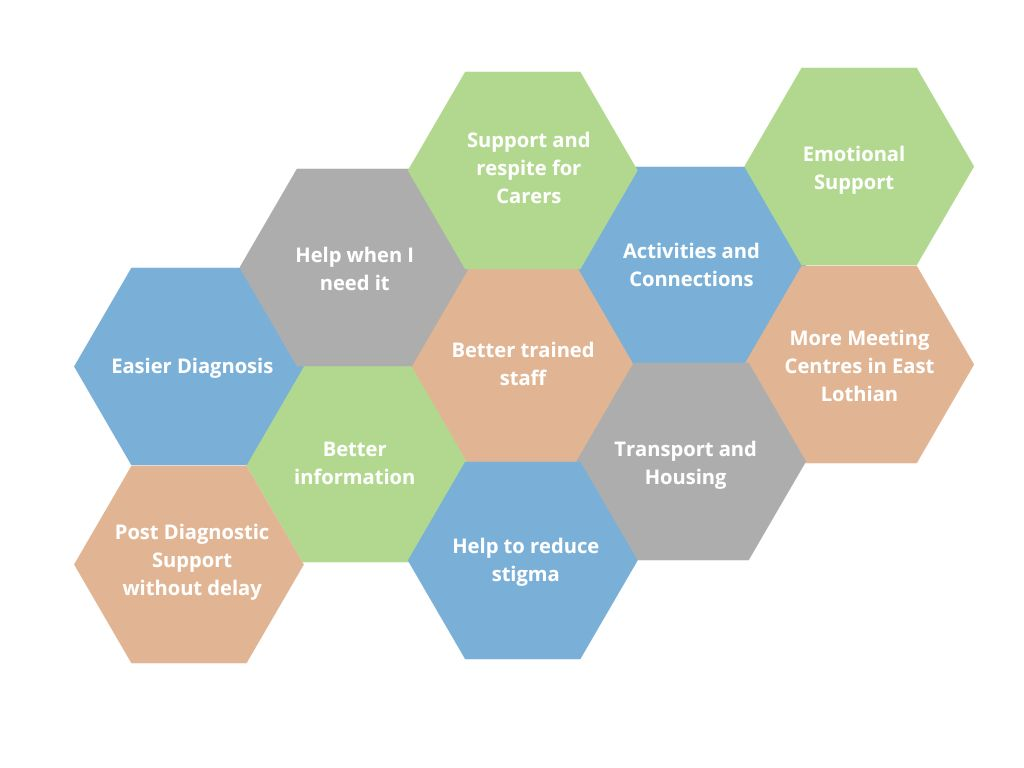 Support and
respite for
Carers
Emotional
Support
Help when I
need it
Activities and
Connections
Easier Diagnosis
Better trained
staff
More Meeting
Centres in East
Lothian
Better
information
Transport and
Housing
Post Diagnostic
Support
without delay
Help to reduce
stigma